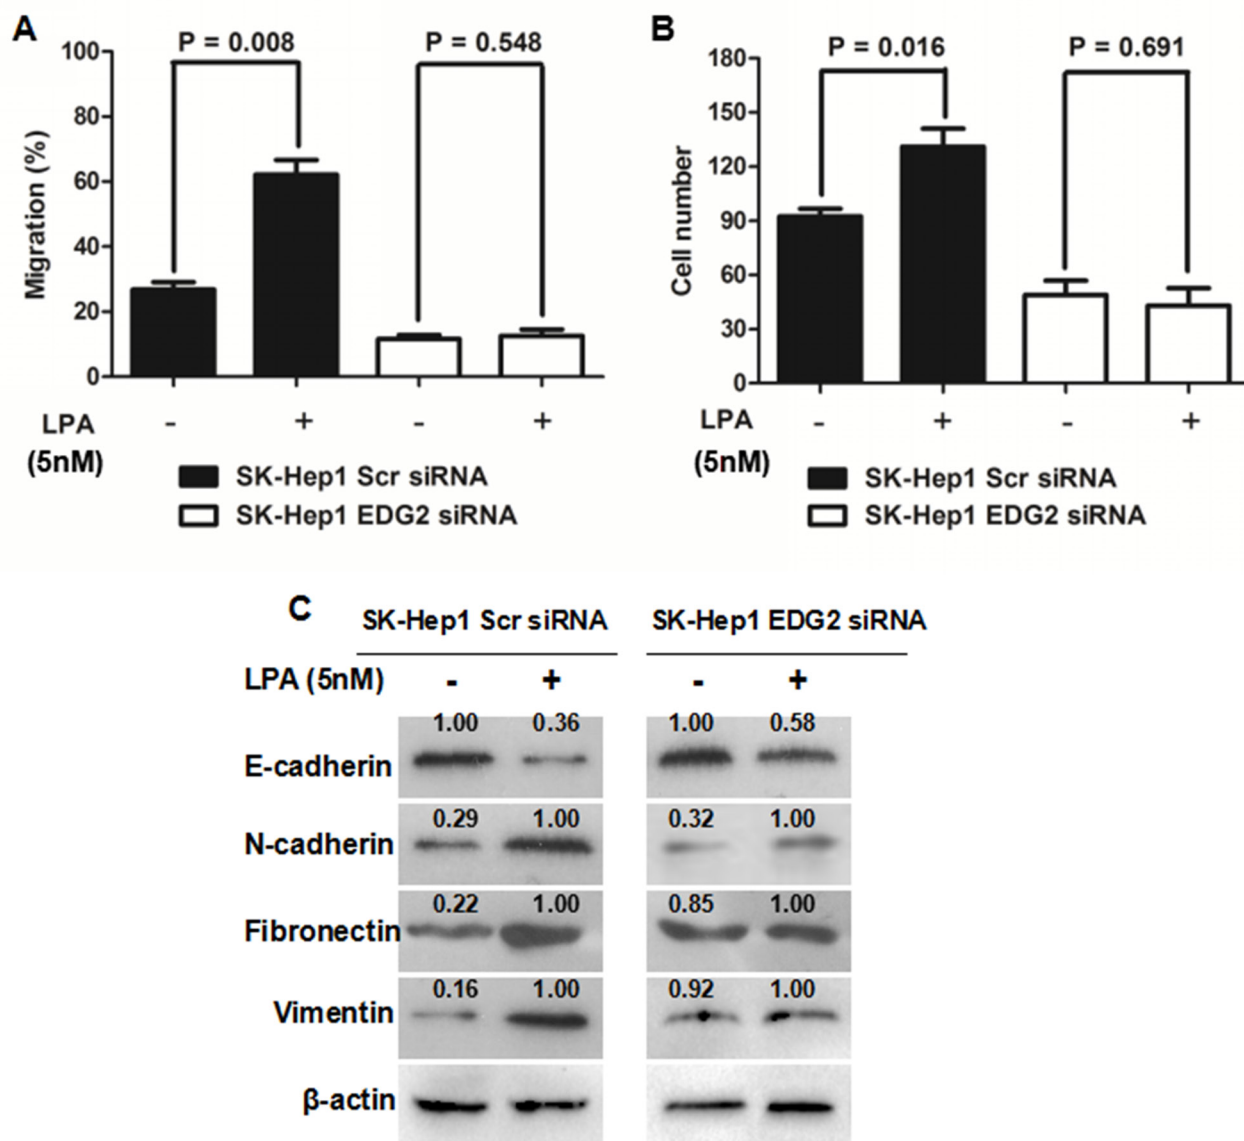 A
P = 0.008
P = 0.548
Migration (%)
100
80
60
40
20
0
LPA
(5nM)
- + - +
SK-Hep1 Scr siRNA
SK-Hep1 EDG2 siRNA
B
P = 0.016
P = 0.691
Cell number
180
150
120
90
60
30
0
LPA
(5nM)
- + - +
SK-Hep1 Scr siRNA
SK-Hep1 EDG2 siRNA
C
SK-Hep1 Scr siRNA SK-Hep1 EDG2 siRNA
LPA (5nM) - + - +
1.00 0.36 1.00 0.58
E-cadherin
0.29 1.00 0.32 1.00
N-cadherin
0.22 1.00 0.85 1.00
Fibronectin
0.16 1.00 0.92 1.00
Vimentin
β-actin